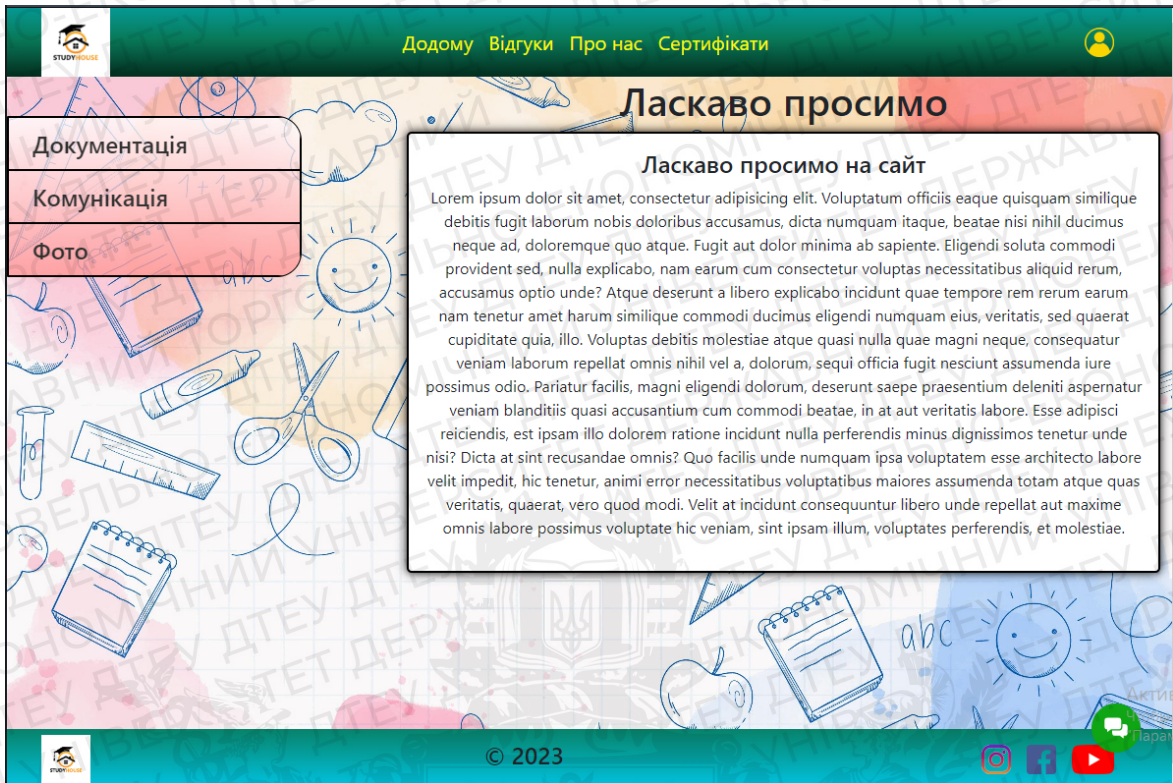 STUDYHOUSE
Додому Відгуки Про нас Сертифікати
Ласкаво просимо
Документація
Комунікація
Фото
Ласкаво просимо на сайт
Lorem ipsum dolor sit amet, consectetur adipisicing elit. Voluptatum officiis eaque quisquam similique
debitis fugit laborum nobis doloribus accusamus, dicta numquam itaque, beatae nisi nihil ducimus
neque ad, doloremque quo atque. Fugit aut dolor minima ab sapiente. Eligendi soluta commodi
provident sed, nulla explicabo, nam earum cum consectetur voluptas necessitatibus aliquid rerum,
accusamus optio unde? Atque deserunt a libero explicabo incidunt quae tempore rem rerum earum
nam tenetur amet harum similique commodi ducimus eligendi numquam eius, veritatis, sed quaerat
cupiditate quia, illo. Voluptas debitis molestiae atque quasi nulla quae magni neque, consequatur
veniam laborum repellat omnis nihil vel a, dolorum, sequi officia fugit nesciunt assumenda iure
possimus odio. Pariatur facilis, magni eligendi dolorum, deserunt saepe praesentium deleniti aspernatur
veniam blanditiis quasi accusantium cum commodi beatae, in at aut veritatis labore. Esse adipisci
reiciendis, est ipsam illo dolorem ratione incidunt nulla perferendis minus dignissimos tenetur unde
nisi? Dicta at sint recusandae omnis? Quo facilis unde numquam ipsa voluptatem esse architecto labore
velit impedit, hic tenetur, animi error necessitatibus voluptatibus maiores assumenda totam atque quas
veritatis, quaerat, vero quod modi. Velit at incidunt consequuntur libero unde repellat aut maxime
omnis labore possimus voluptate hic veniam, sint ipsam illum, voluptates perferendis, et molestiae.
abc
abc
STUDYHOUSE
© 2023